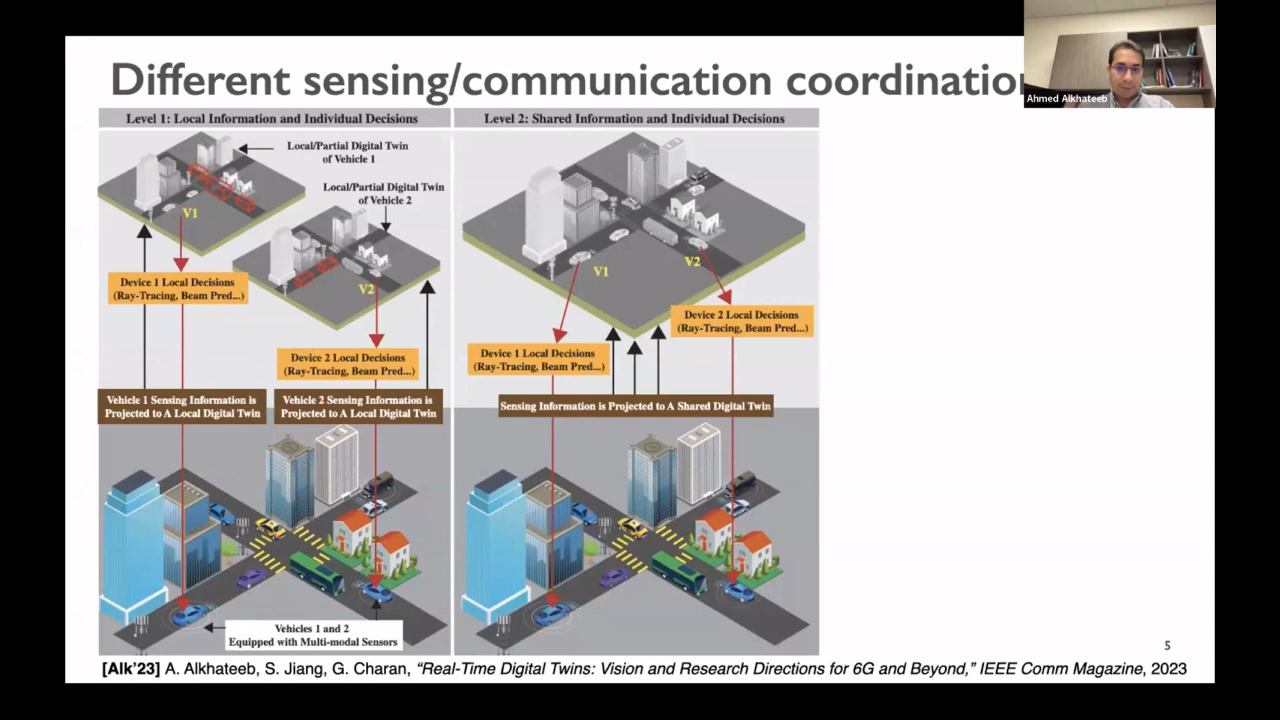 Different sensing/communication coordination
Ahmed Alkhateeb
Level 1: Local Information and Individual Decisions
Local/Partial Digital Twin
of Vehicle 1
Local/Partial Digital Twin
of Vehicle 2
V1
V2
Device 1 Local Decisions
(Ray-Tracing, Beam Pred...)
Device 2 Local Decisions
(Ray-Tracing, Beam Pred...)
Vehicle 1 Sensing Information is
Projected to A Local Digital Twin
Vehicle 2 Sensing Information is
Projected to A Local Digital Twin
Vehicles 1 and 2
Equipped with Multi-modal Sensors
Level 2: Shared Information and Individual Decisions
V1
V2
Device 2 Local Decisions
(Ray-Tracing, Beam Pred...)
Device 1 Local Decisions
(Ray-Tracing, Beam Pred...)
Sensing Information is Projected to A Shared Digital Twin
5
[Alk'23] A. Alkhateeb, S. Jiang, G. Charan, “Real-Time Digital Twins: Vision and Research Directions for 6G and Beyond,” IEEE Comm Magazine, 2023